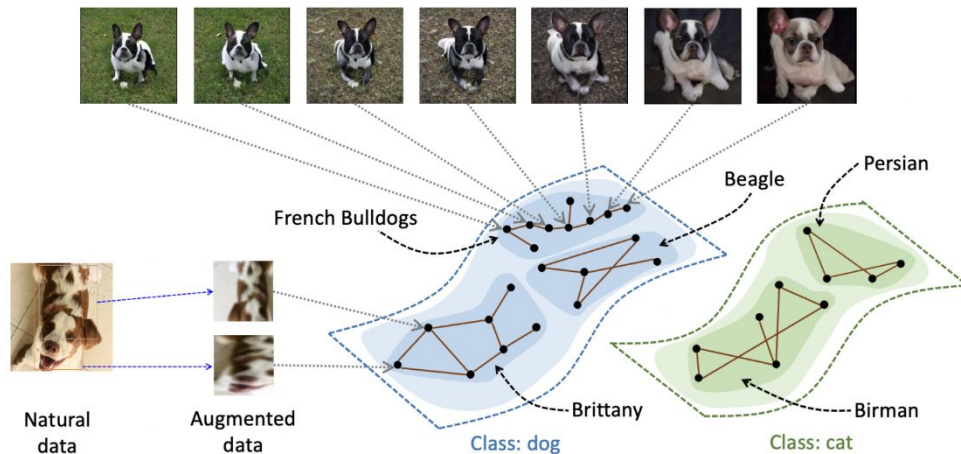 Persian
Beagle
French Bulldogs
Natural
data
Augmented
data
Brittany
Birman
Class: dog
Class: cat